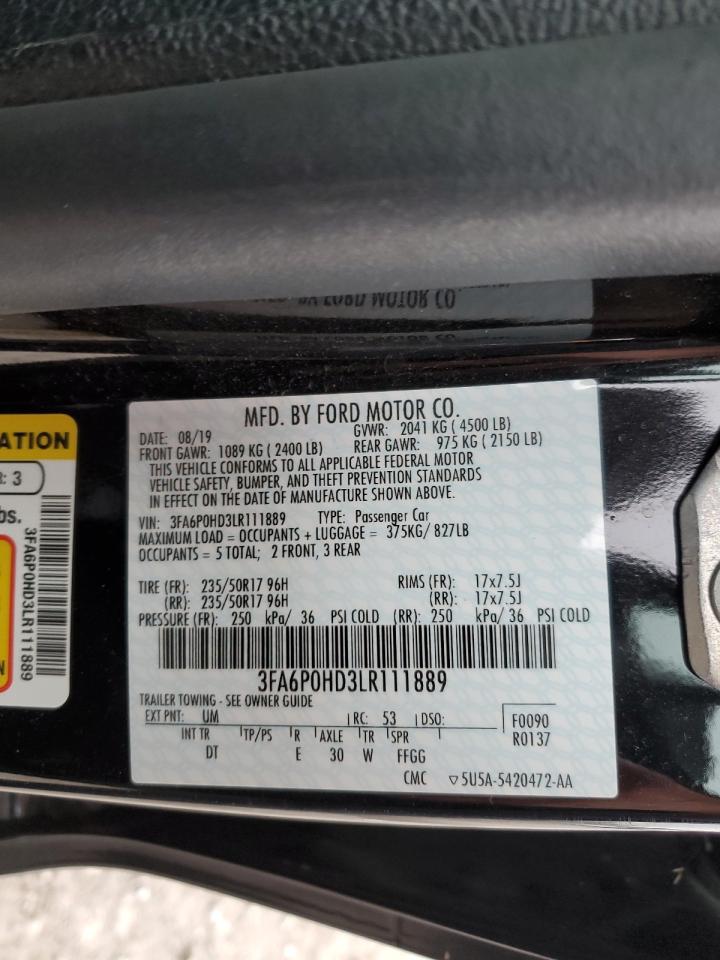 MFD. BY FORD MOTOR CO.
DATE: 08/19 GVWR: 2041 KG ( 4500 LB)
FRONT GAWR: 1089 KG ( 2400 LB) REAR GAWR: 975 KG ( 2150 LB)
THIS VEHICLE CONFORMS TO ALL APPLICABLE FEDERAL MOTOR
VEHICLE SAFETY, BUMPER, AND THEFT PREVENTION STANDARDS
IN EFFECT ON THE DATE OF MANUFACTURE SHOWN ABOVE.
VIN: 3FA6P0HD3LR111889 TYPE: Passenger Car
MAXIMUM LOAD = OCCUPANTS + LUGGAGE = 375KG/ 827LB
OCCUPANTS = 5 TOTAL; 2 FRONT, 3 REAR
TIRE (FR): 235/50R17 96H RIMS (FR): 17x7.5J
(RR): 235/50R17 96H (RR): 17x7.5J
PRESSURE (FR): 250 kPa/ 36 PSI COLD (RR): 250 kPa/ 36 PSI COLD
3FA6P0HD3LR111889
TRAILER TOWING - SEE OWNER GUIDE
EXT PNT: UM RC: 53 DSO: F0090
INT TR TP/PS R AXLE TR SPR R0137
DT E 30 W FFGG
CMC ▽5U5A-5420472-AA
ATION
R: 3
bs.
3FA6P0HD3LR111889